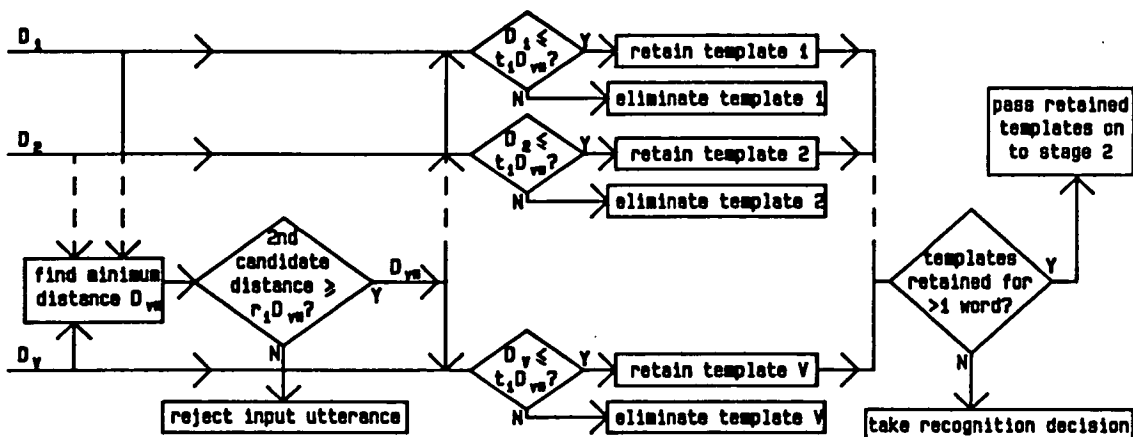 D₁
D₁ ≤
t₁Dᵥₘ?
Y
retain template 1
N
eliminate template 1
pass retained
templates on
to stage 2
D₂
D₂ ≤
t₁Dᵥₘ?
Y
retain template 2
N
eliminate template 2
find minimum
distance Dᵥₘ
2nd
candidate
distance ≥
r₁Dᵥₘ?
Y
Dᵥₘ
N
templates
retained for
>1 word?
Y
N
Dᵥ
Dᵥ ≤
t₁Dᵥₘ?
Y
retain template V
N
eliminate template V
reject input utterance
take recognition decision